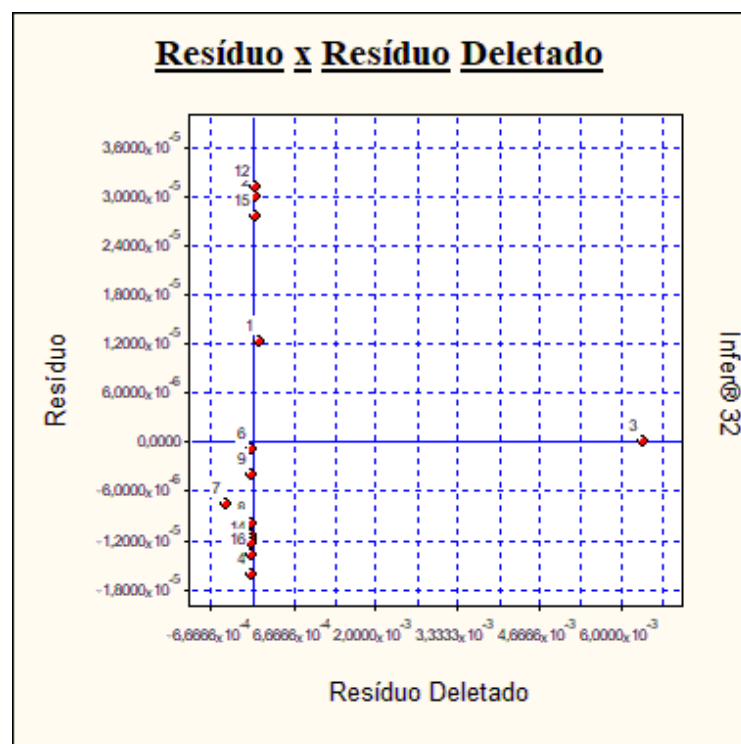 Resíduo x Resíduo Deletado
3,6000x10⁻⁵
3,0000x10⁻⁵
2,4000x10⁻⁵
1,8000x10⁻⁵
1,2000x10⁻⁵
6,0000x10⁻⁶
0,0000
-6,0000x10⁻⁶
-1,2000x10⁻⁵
-1,8000x10⁻⁵
Resíduo
12
15
1
6
3
9
7
8
14
16
4
Infer® 32
-6,6666x10⁻⁴ 6,6666x10⁻⁴ 2,0000x10⁻³ 3,3333x10⁻³ 4,6666x10⁻³ 6,0000x10⁻³
Resíduo Deletado